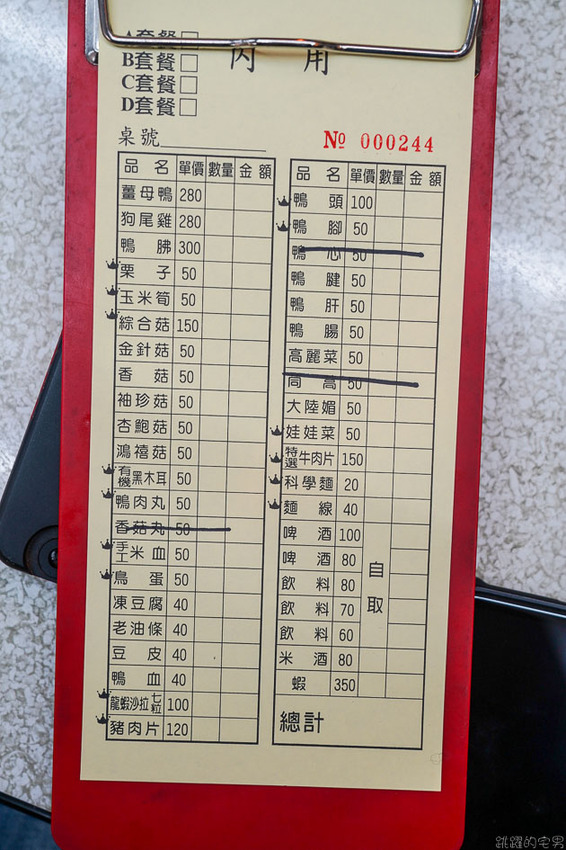 A套餐□
B套餐□
C套餐□
D套餐□
內用
桌號
№ 000244
品名 單價 數量 金額
薑母鴨 280
狗尾雞 280
鴨胇 300
栗子 50
玉米筍 50
綜合菇 150
金針菇 50
香菇 50
袖珍菇 50
杏鮑菇 50
鴻禧菇 50
有機黑木耳 50
鴨肉丸 50
香菇丸 50
手工米血 50
鳥蛋 50
凍豆腐 40
老油條 40
豆皮 40
鴨血 40
龍蝦沙拉七粒 100
豬肉片 120
品名 單價 數量 金額
鴨頭 100
鴨腳 50
鴨心 50
鴨腱 50
鴨肝 50
鴨腸 50
高麗菜 50
茼蒿 50
大陸媚 50
娃娃菜 50
特選牛肉片 150
科學麵 20
麵線 40
啤酒 100
啤酒 80
飲料 80
飲料 70
飲料 60
米酒 80
自取
蝦 350
總計
跳躍的宅男